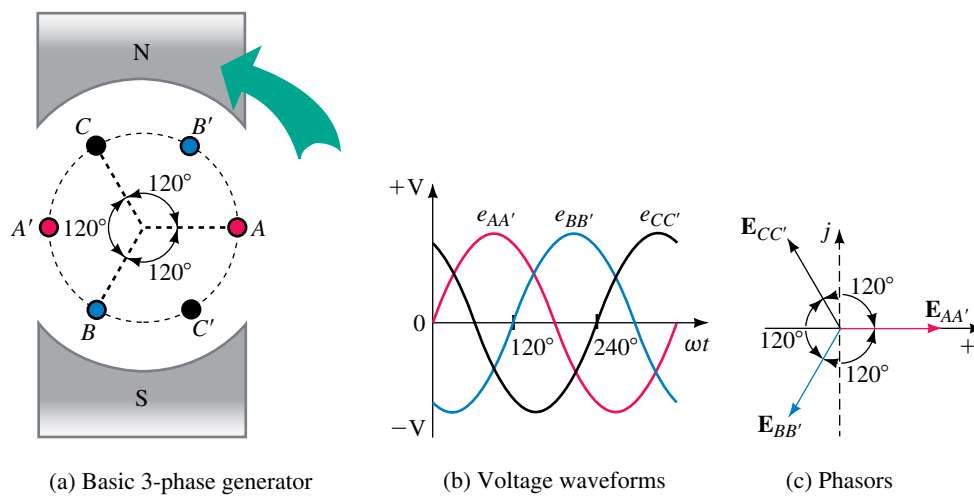 N
C
B′
120°
A′
120°
A
120°
B
C′
S
(a) Basic 3-phase generator
+V
e_AA′
e_BB′
e_CC′
0
120°
240°
ωt
−V
(b) Voltage waveforms
E_CC′
j
120°
E_AA′
120°
+
120°
E_BB′
(c) Phasors